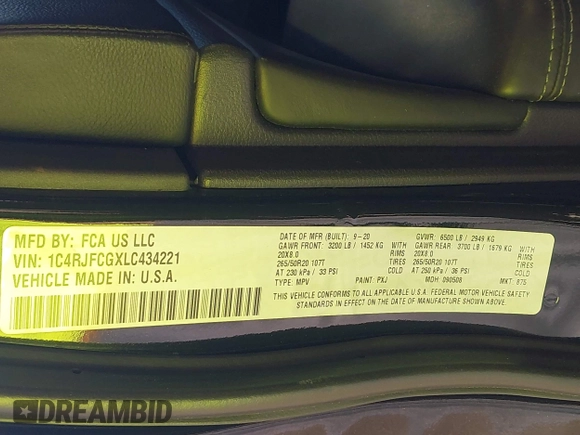 MFD BY: FCA US LLC
VIN: 1C4RJFCGXLC434221
VEHICLE MADE IN U.S.A.
DATE OF MFR (BUILT): 9-20 GVWR: 6500 LB / 2949 KG
GAWR FRONT: 3200 LB / 1452 KG GAWR REAR: 3700 LB / 1679 KG
20X8.0 RIMS 20X8.0 RIMS
265/50R20 107T TIRES 265/50R20 107T TIRES
AT 230 kPa / 33 PSI COLD AT 250 kPa / 36 PSI COLD
TYPE: MPV PAINT: PXJ MDH: 090508 MKT: 875
THIS VEHICLE CONFORMS TO ALL APPLICABLE U.S.A. FEDERAL MOTOR VEHICLE SAFETY
STANDARDS IN EFFECT ON THE DATE OF MANUFACTURE SHOWN ABOVE.
DREAMBID